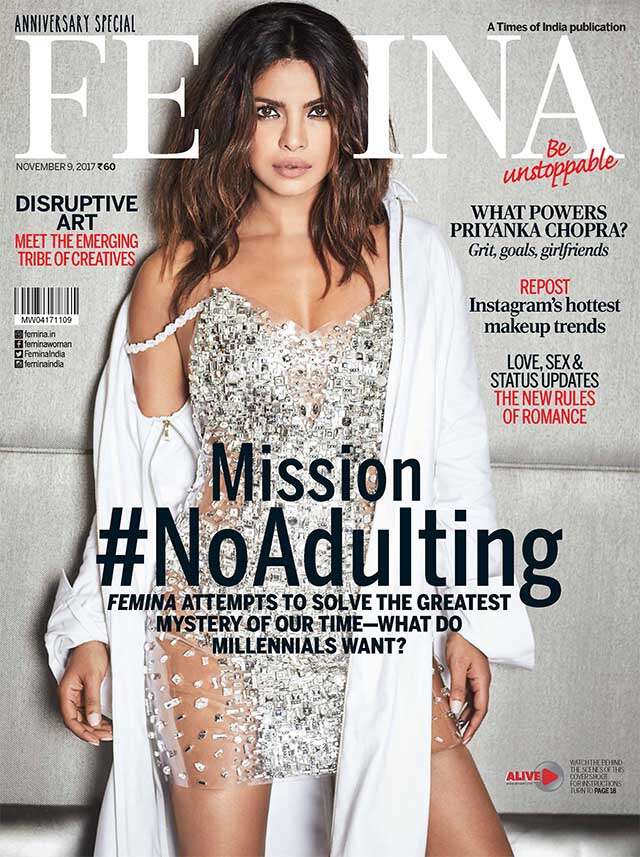 ANNIVERSARY SPECIAL
A Times of India publication
FEMINA
NOVEMBER 9, 2017 ₹60
Be
unstoppable
DISRUPTIVE
ART
MEET THE EMERGING
TRIBE OF CREATIVES
MW04171109
femina.in
feminawoman
FeminaIndia
feminaindia
WHAT POWERS
PRIYANKA CHOPRA?
Grit, goals, girlfriends
REPOST
Instagram's hottest
makeup trends
LOVE, SEX &
STATUS UPDATES
THE NEW RULES
OF ROMANCE
Mission
#NoAdulting
FEMINA ATTEMPTS TO SOLVE THE GREATEST
MYSTERY OF OUR TIME—WHAT DO
MILLENNIALS WANT?
ALIVE
WATCH THE BEHIND
THE SCENES OF THIS
COVER SHOOT
FOR INSTRUCTIONS
TURN TO PAGE 18